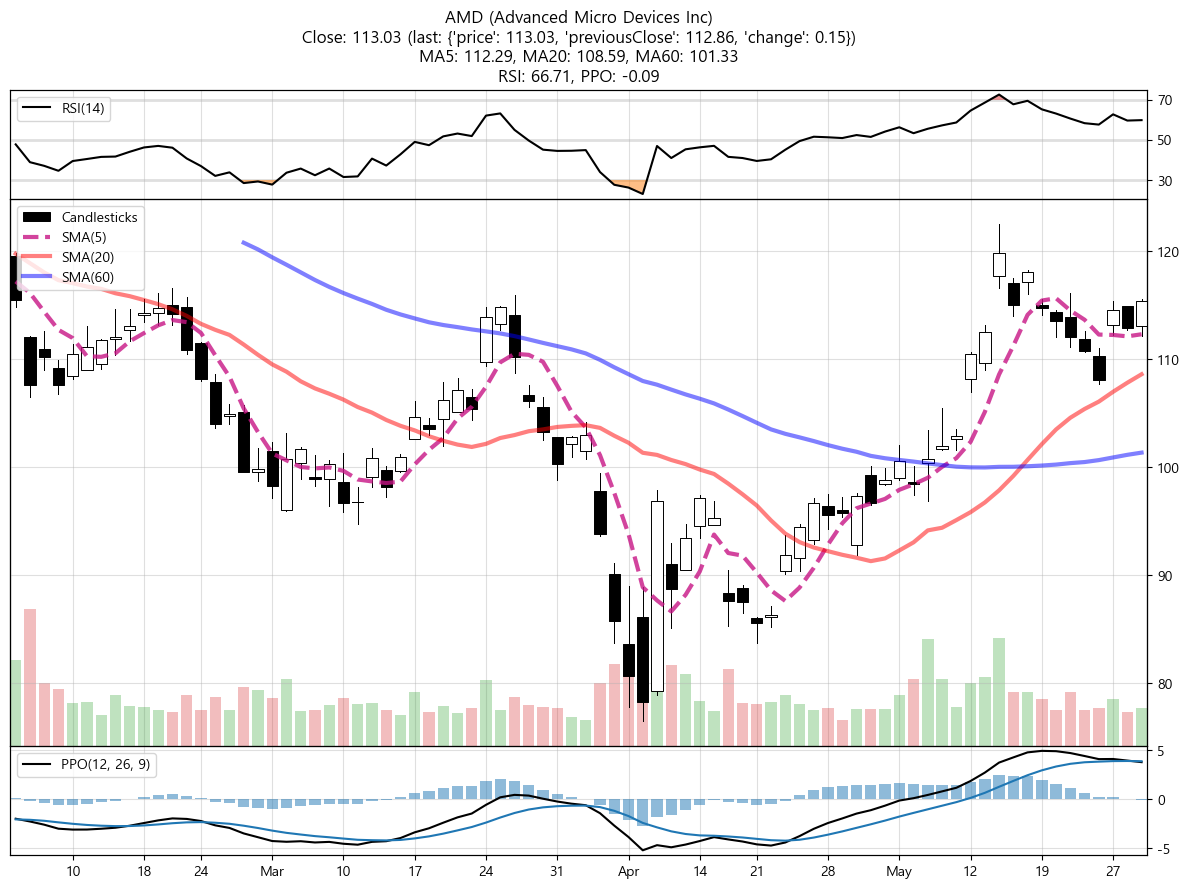 AMD (Advanced Micro Devices Inc)
Close: 113.03 (last: {'price': 113.03, 'previousClose': 112.86, 'change': 0.15})
MA5: 112.29, MA20: 108.59, MA60: 101.33
RSI: 66.71, PPO: -0.09
RSI(14)
70
50
30
Candlesticks
SMA(5)
SMA(20)
SMA(60)
120
110
100
90
80
PPO(12, 26, 9)
5
0
-5
10 18 24 Mar 10 17 24 31 Apr 14 21 28 May 12 19 27